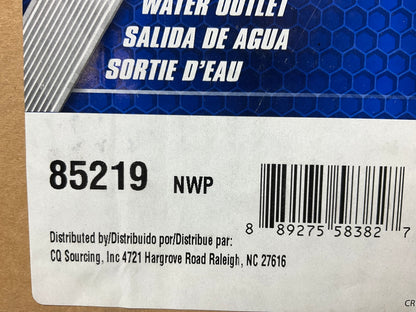 WATER OUTLET
SALIDA DE AGUA
SORTIE D'EAU
85219 NWP
8 89275 58382 7
Distributed by/Distribuido por/Distribue par:
CQ Sourcing, Inc 4721 Hargrove Road Raleigh, NC 27616
CR